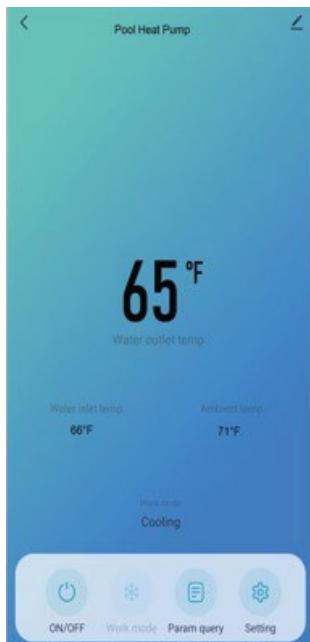 Pool Heat Pump
65 °F
Water outlet temp.
Water inlet temp. Ambient temp.
66°F 71°F
Work mode
Cooling
ON/OFF Work mode Param query Setting